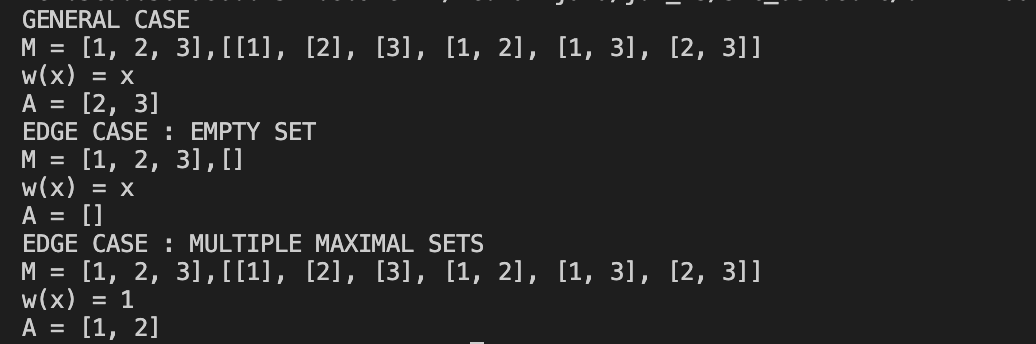 GENERAL CASE
M = [1, 2, 3],[[1], [2], [3], [1, 2], [1, 3], [2, 3]]
w(x) = x
A = [2, 3]
EDGE CASE : EMPTY SET
M = [1, 2, 3],[]
w(x) = x
A = []
EDGE CASE : MULTIPLE MAXIMAL SETS
M = [1, 2, 3],[[1], [2], [3], [1, 2], [1, 3], [2, 3]]
w(x) = 1
A = [1, 2]